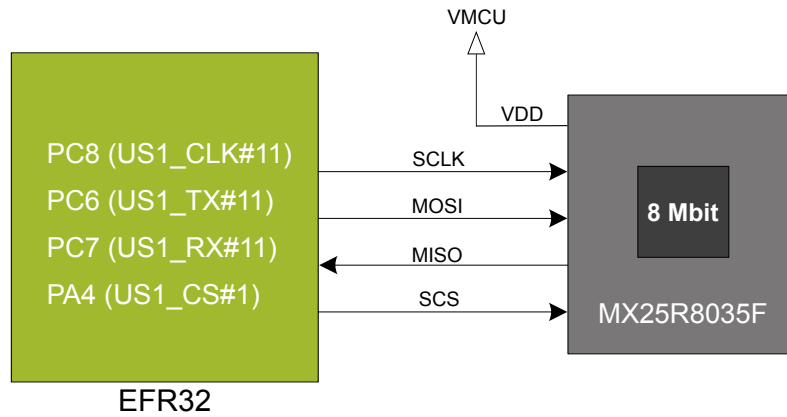 VMCU
VDD
PC8 (US1_CLK#11)
SCLK
PC6 (US1_TX#11)
MOSI
8 Mbit
PC7 (US1_RX#11)
MISO
PA4 (US1_CS#1)
SCS
MX25R8035F
EFR32